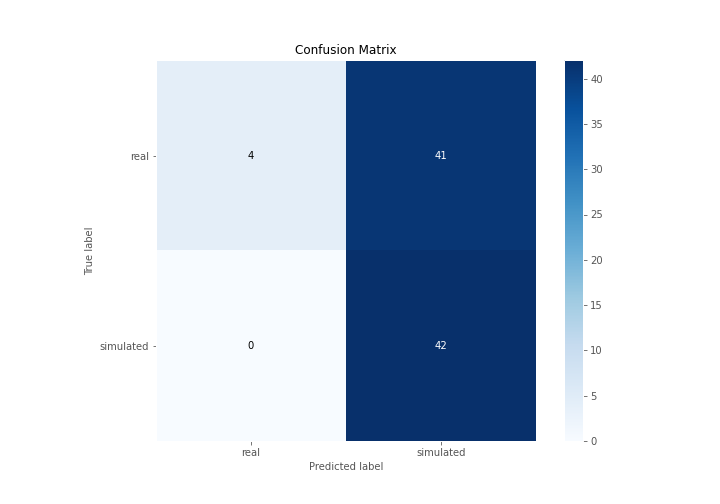 Confusion Matrix
True label
real
4
41
simulated
0
42
real
simulated
Predicted label
40
35
30
25
20
15
10
5
0